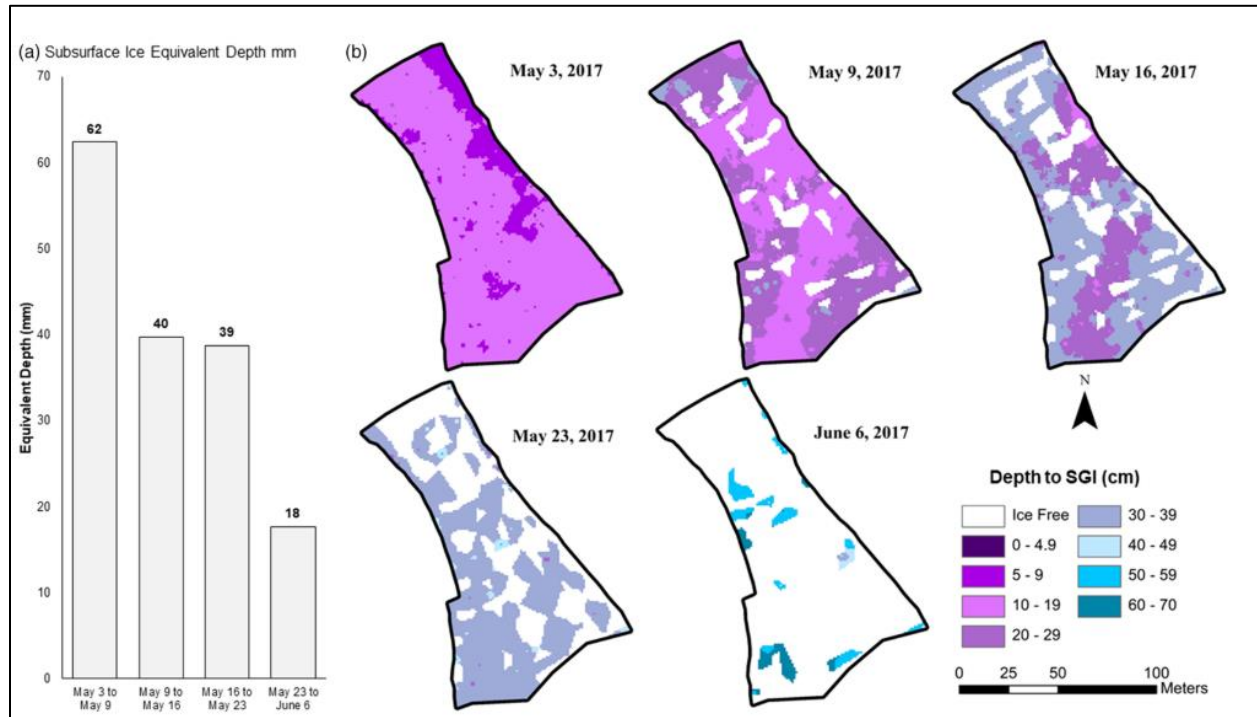 (a) Subsurface Ice Equivalent Depth mm
70
60
50
40
30
20
10
0
Equivalent Depth (mm)
62
40
39
18
May 3 to
May 9
May 9 to
May 16
May 16 to
May 23
May 23 to
June 6
(b)
May 3, 2017
May 9, 2017
May 16, 2017
May 23, 2017
June 6, 2017
N
Depth to SGI (cm)
Ice Free
0 - 4.9
5 - 9
10 - 19
20 - 29
30 - 39
40 - 49
50 - 59
60 - 70
0 25 50 100
Meters